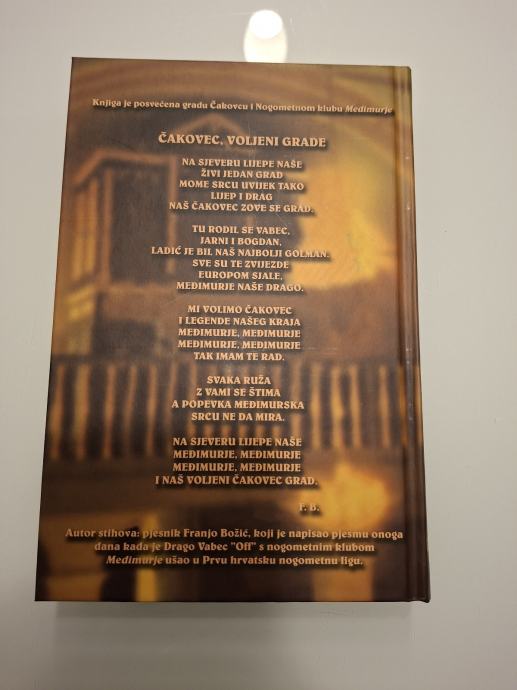 Knjiga je posvećena gradu Čakovcu i Nogometnom klubu Međimurje
ČAKOVEC, VOLJENI GRADE
NA SJEVERU LIJEPE NAŠE
ŽIVI JEDAN GRAD
MOME SRCU UVIJEK TAKO
LIJEP I DRAG
NAŠ ČAKOVEC ZOVE SE GRAD.
TU RODIL SE VABEC,
JARNI I BOGDAN,
LADIĆ JE BIL NAŠ NAJBOLJI GOLMAN.
SVE SU TE ZVIJEZDE
EUROPOM SJALE,
MEĐIMURJE NAŠE DRAGO.
MI VOLIMO ČAKOVEC
I LEGENDE NAŠEG KRAJA
MEĐIMURJE, MEĐIMURJE
MEĐIMURJE, MEĐIMURJE
TAK IMAM TE RAD.
SVAKA RUŽA
Z VAMI SE ŠTIMA
A POPEVKA MEĐIMURSKA
SRCU NE DA MIRA.
NA SJEVERU LIJEPE NAŠE
MEĐIMURJE, MEĐIMURJE
MEĐIMURJE, MEĐIMURJE
I NAŠ VOLJENI ČAKOVEC GRAD.
F. B.
Autor stihova: pjesnik Franjo Božić, koji je napisao pjesmu onoga
dana kada je Drago Vabec "Off" s nogometnim klubom
Međimurje ušao u Prvu hrvatsku nogometnu ligu.